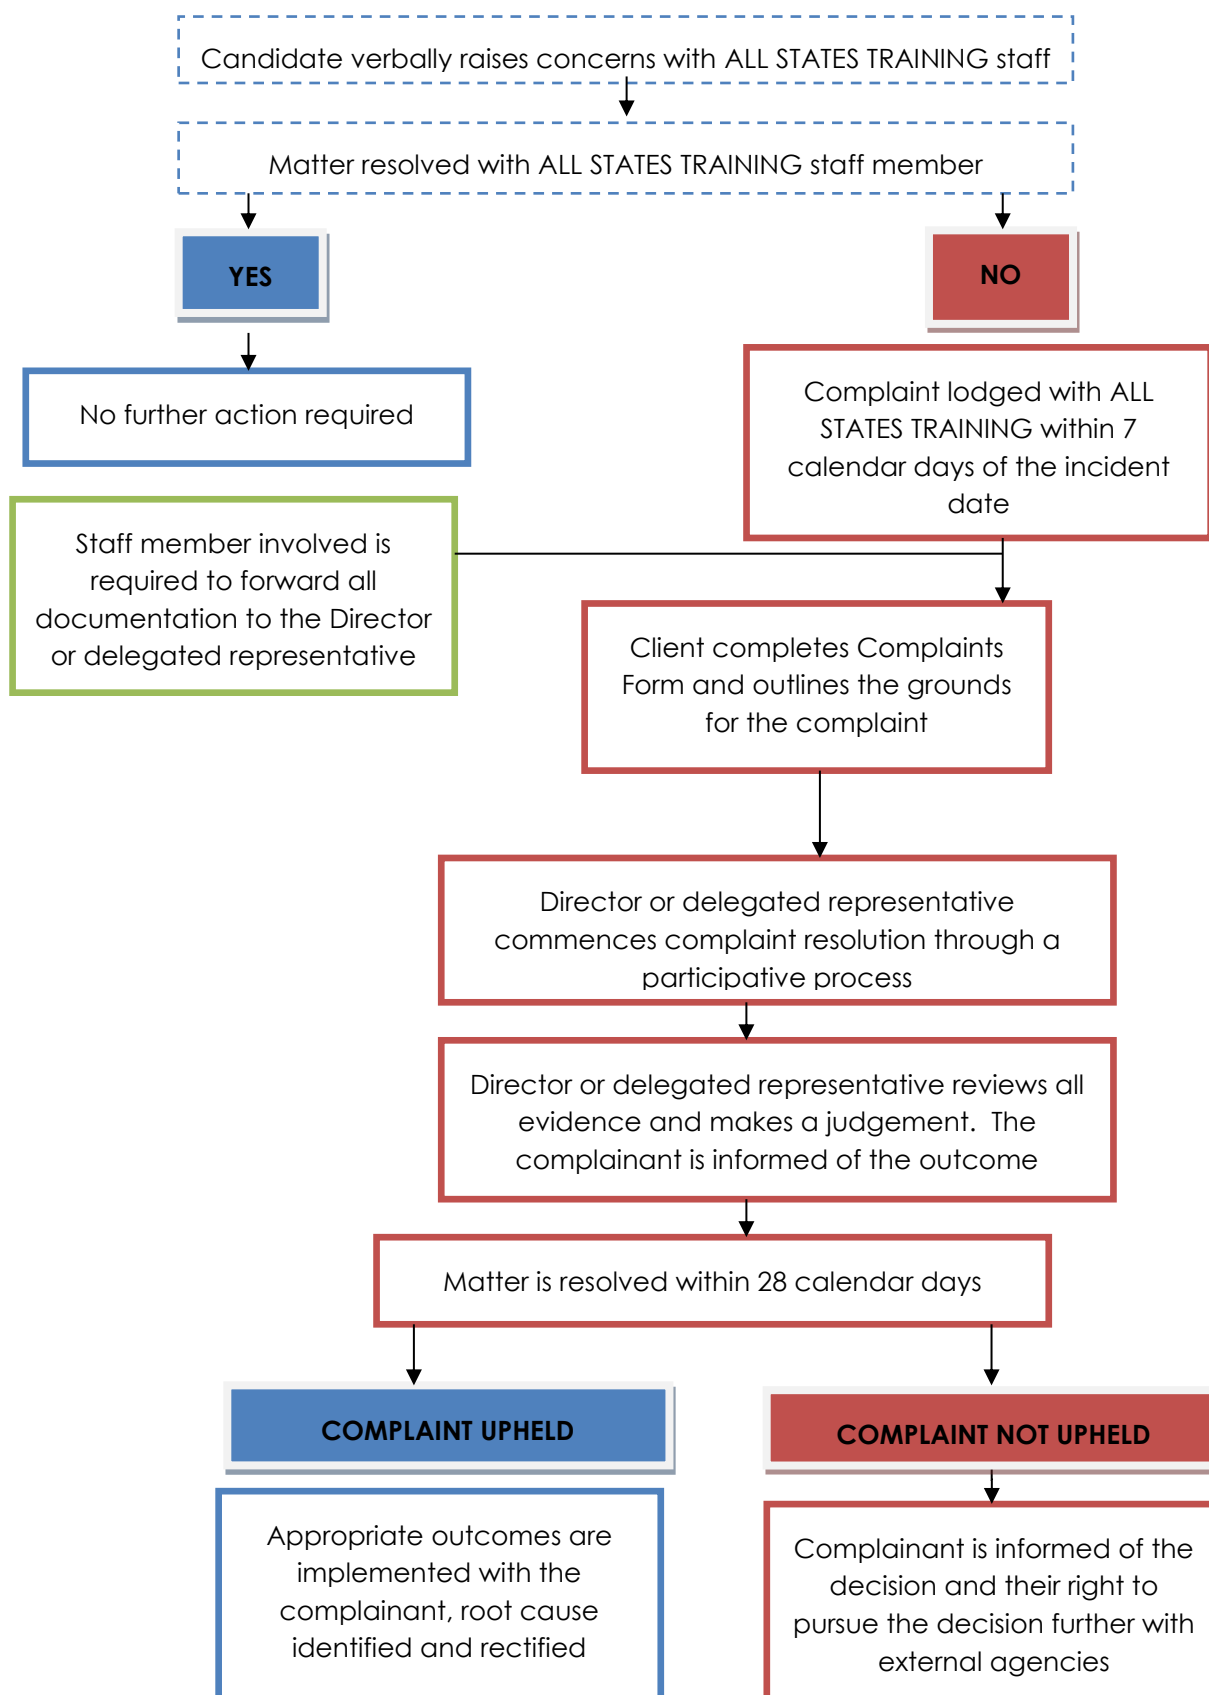 Candidate verbally raises concerns with ALL STATES TRAINING staff
Matter resolved with ALL STATES TRAINING staff member
YES
NO
No further action required
Complaint lodged with ALL
STATES TRAINING within 7
calendar days of the incident
date
Staff member involved is
required to forward all
documentation to the Director
or delegated representative
Client completes Complaints
Form and outlines the grounds
for the complaint
Director or delegated representative
commences complaint resolution through a
participative process
Director or delegated representative reviews all
evidence and makes a judgement.  The
complainant is informed of the outcome
Matter is resolved within 28 calendar days
COMPLAINT UPHELD
COMPLAINT NOT UPHELD
Appropriate outcomes are
implemented with the
complainant, root cause
identified and rectified
Complainant is informed of the
decision and their right to
pursue the decision further with
external agencies